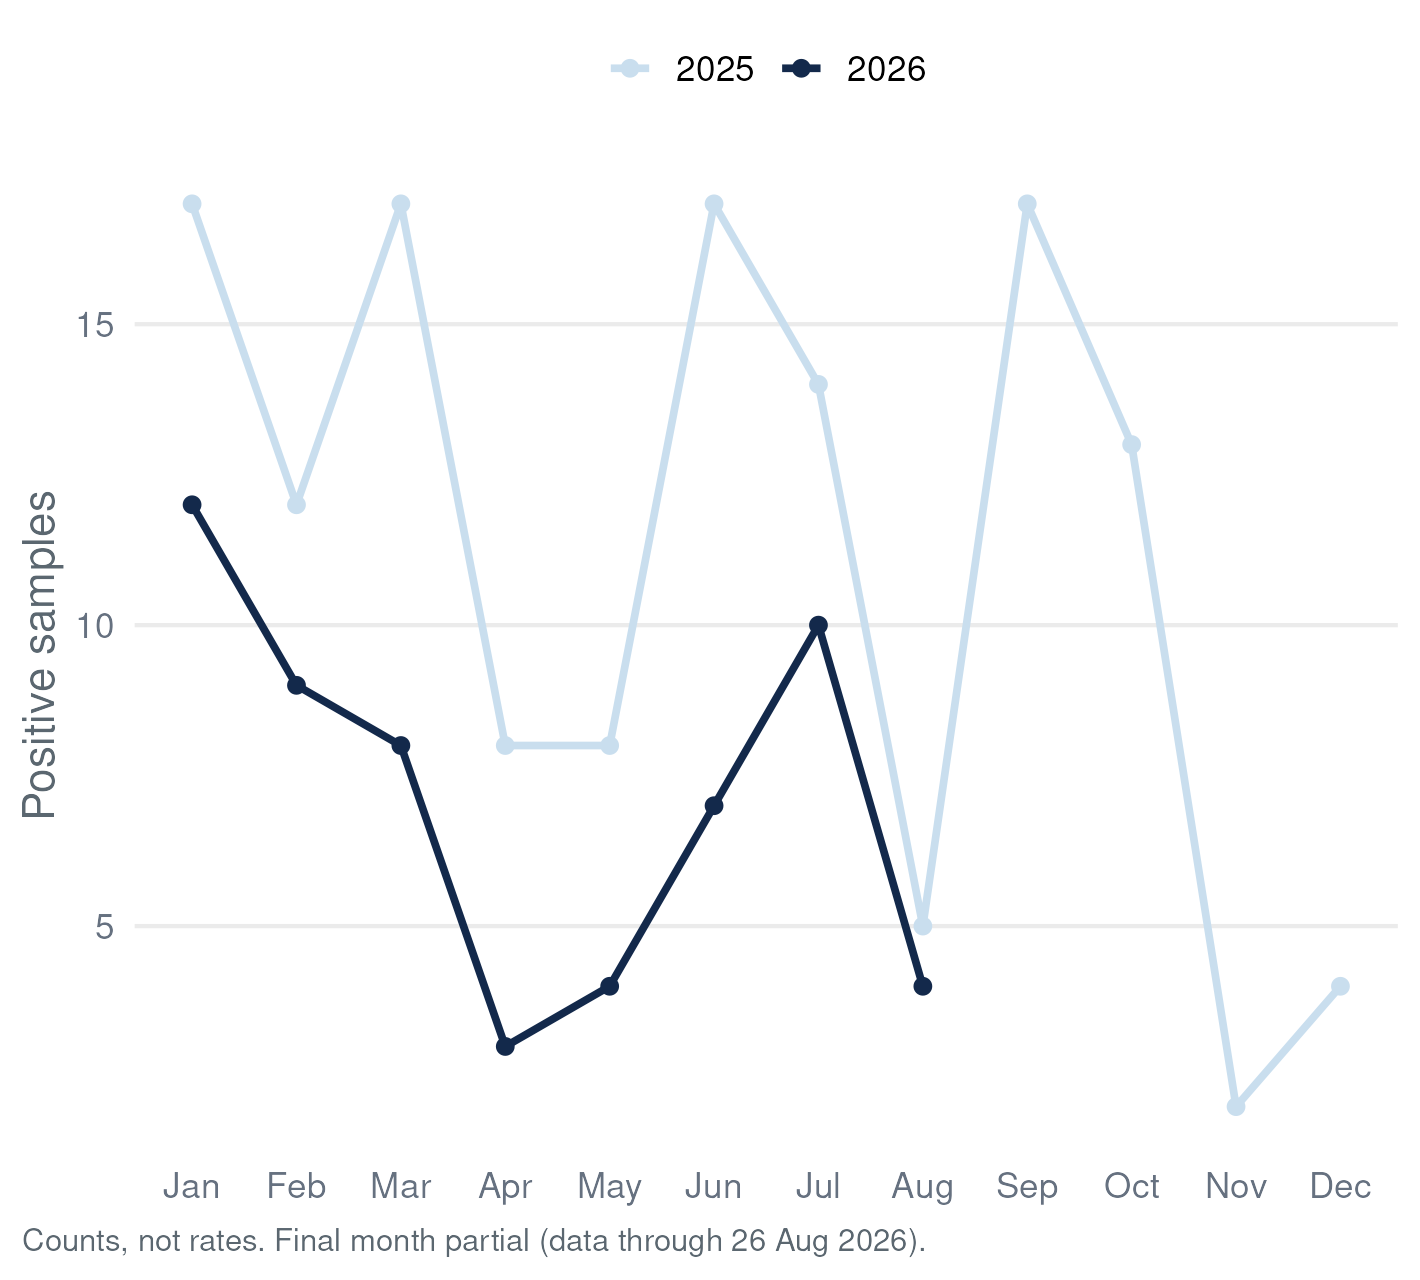 2025 2026
Positive samples
15
10
5
Jan Feb Mar Apr May Jun Jul Aug Sep Oct Nov Dec
Counts, not rates. Final month partial (data through 26 Aug 2026).